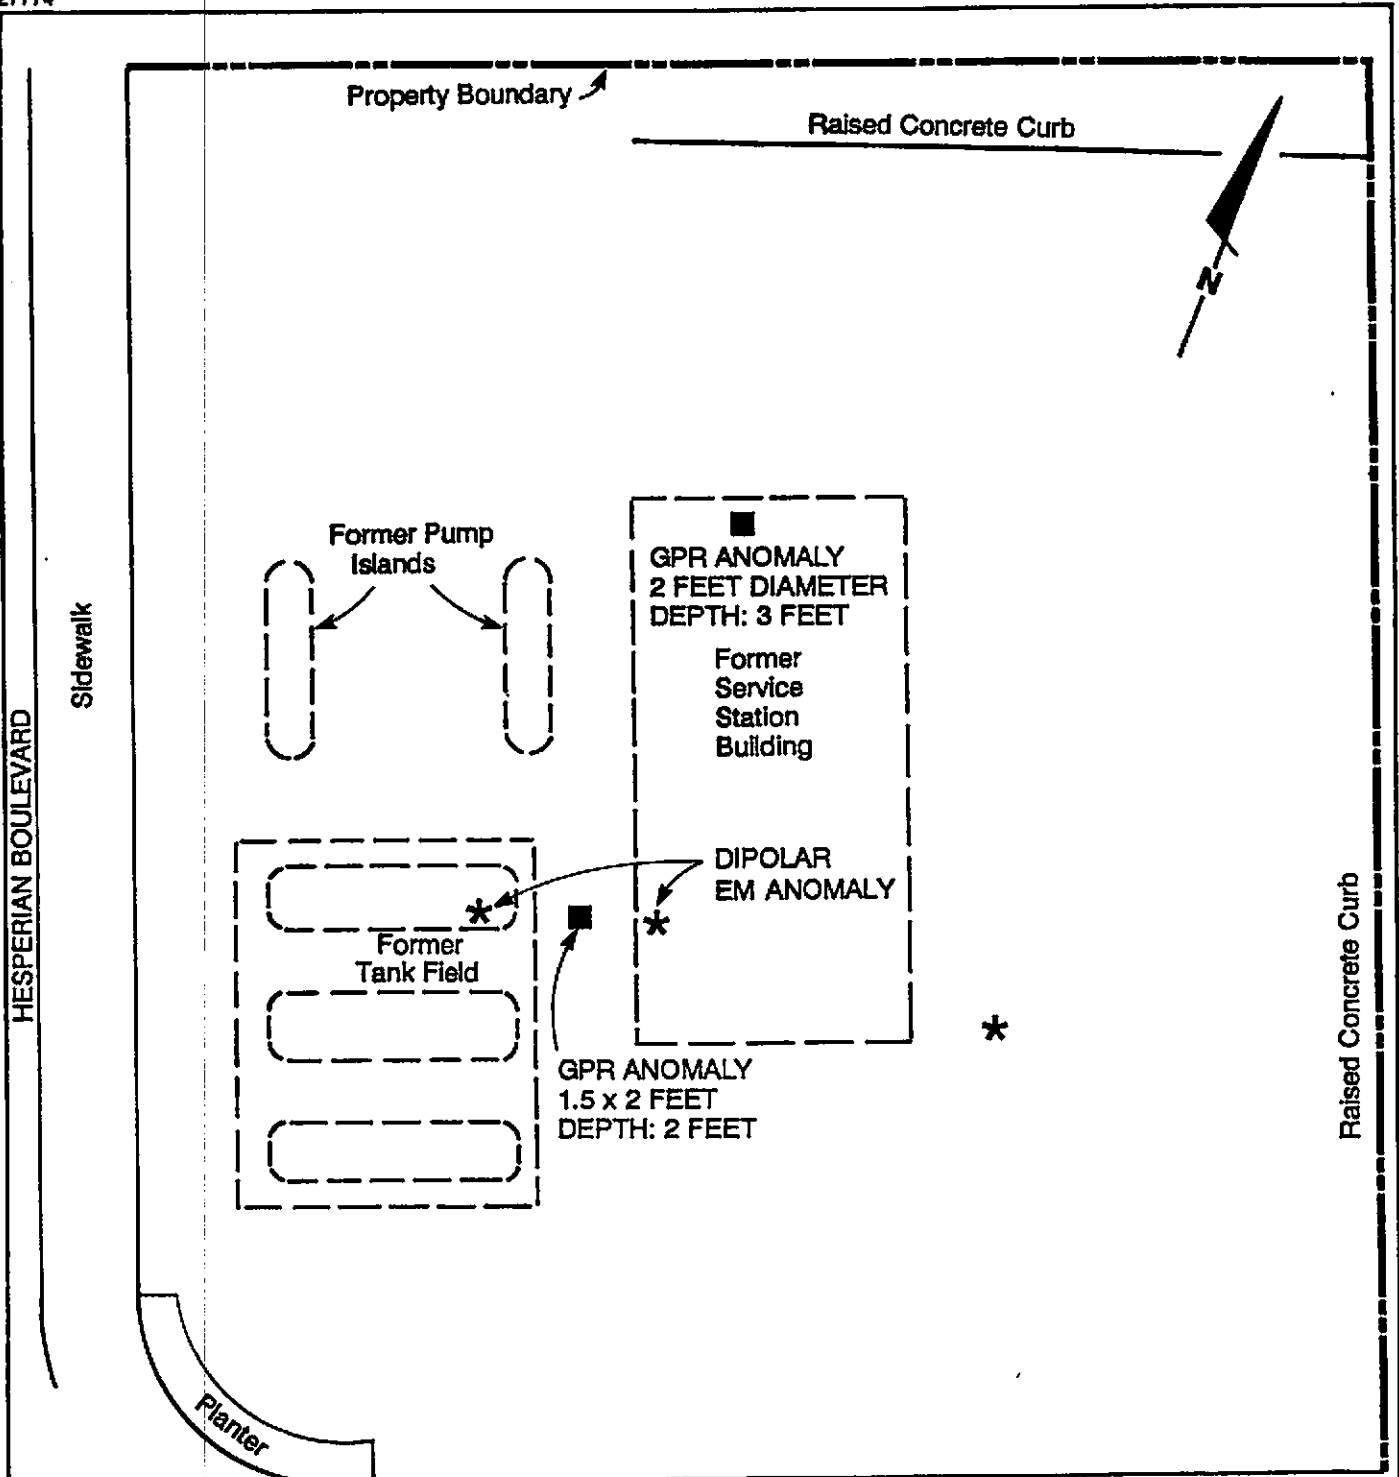 Property Boundary
Raised Concrete Curb
N
Former Pump
Islands
GPR ANOMALY
2 FEET DIAMETER
DEPTH: 3 FEET
Former
Service
Station
Building
Sidewalk
HESPERIAN BOULEVARD
DIPOLAR
EM ANOMALY
Former
Tank Field
GPR ANOMALY
1.5 x 2 FEET
DEPTH: 2 FEET
Raised Concrete Curb
Planter